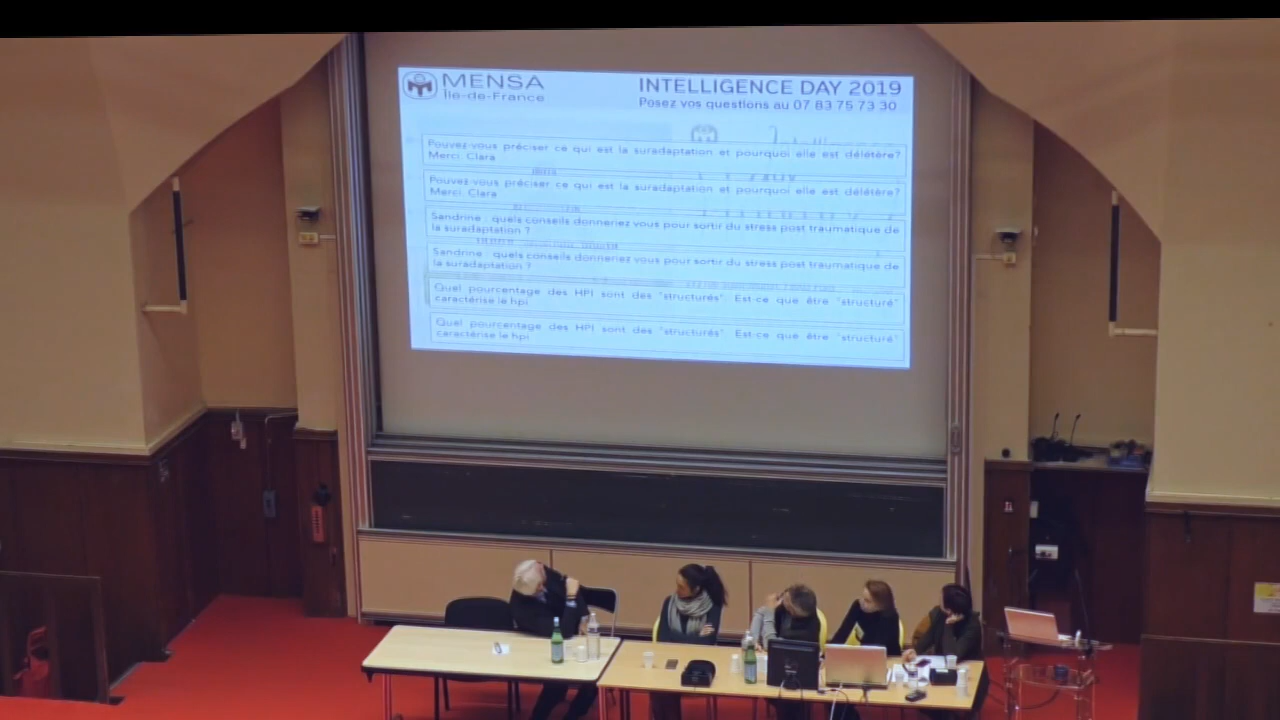 MENSA
Île-de-France
INTELLIGENCE DAY 2019
Posez vos questions au 07 83 75 73 30
Pouvez-vous préciser ce qui est la suradaptation et pourquoi elle est délétère?
Merci. Clara
Pouvez-vous préciser ce qui est la suradaptation et pourquoi elle est délétère?
Merci. Clara
Sandrine : quels conseils donneriez vous pour sortir du stress post traumatique de
la suradaptation ?
Sandrine : quels conseils donneriez vous pour sortir du stress post traumatique de
la suradaptation ?
Quel pourcentage des HPI sont des "structurés". Est-ce que être "structuré"
caractérise le hpi
Quel pourcentage des HPI sont des "structurés". Est-ce que être "structuré"
caractérise le hpi